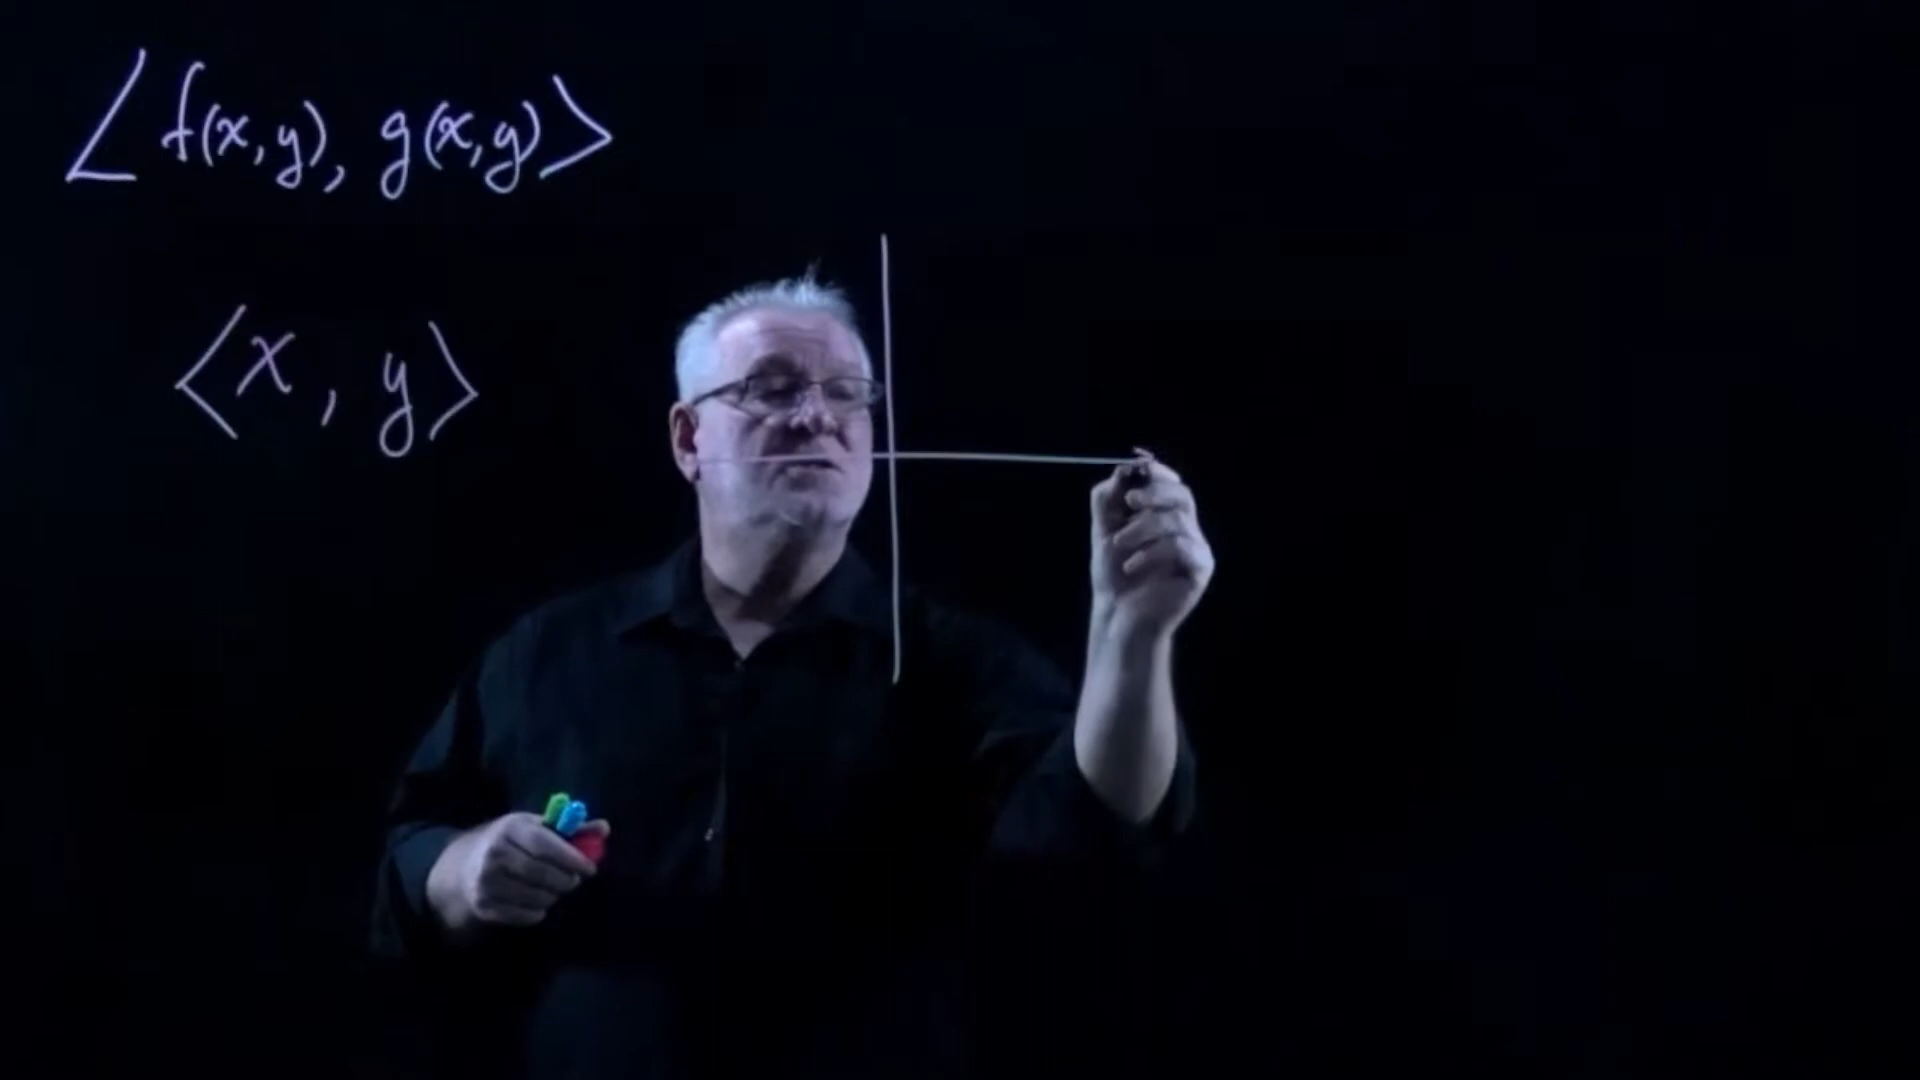 ⟨f(x,y), g(x,y)⟩
⟨x, y⟩